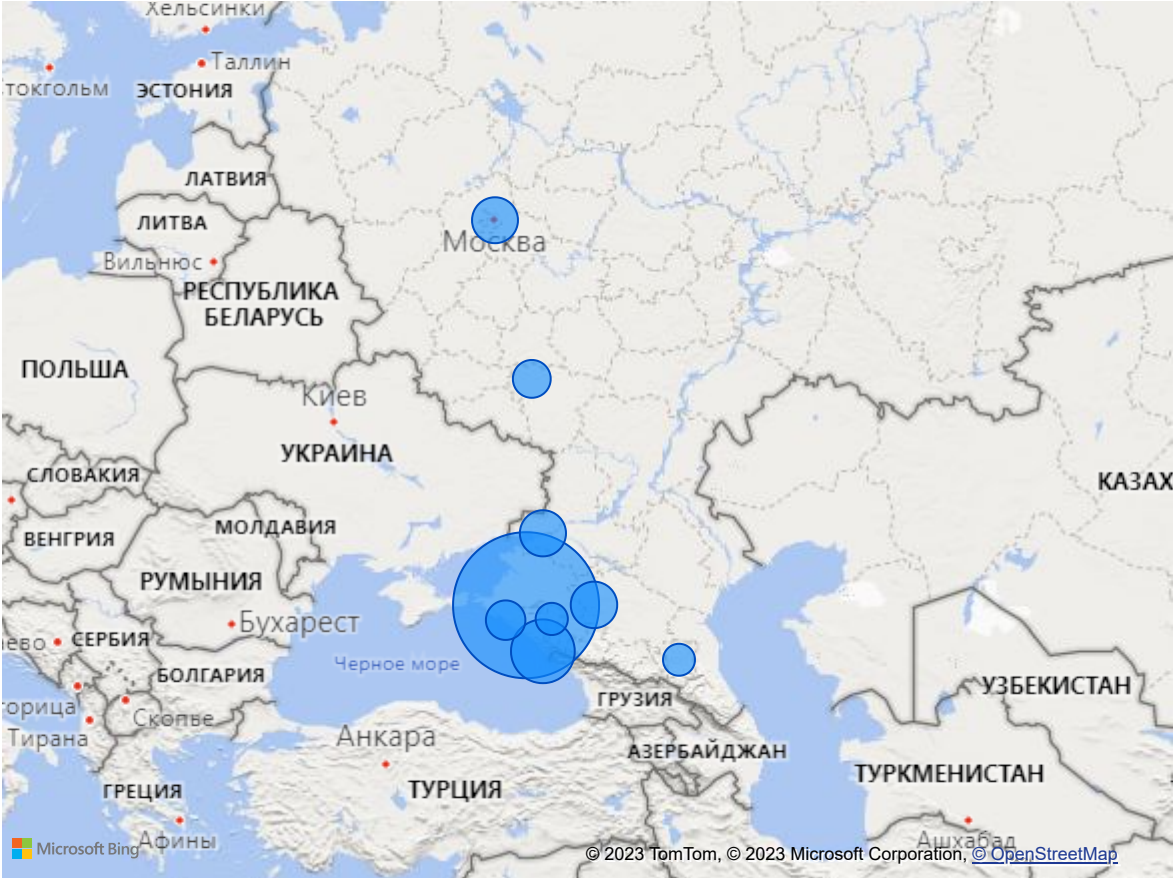 Хельсинки
Таллин
токгольм
ЭСТОНИЯ
ЛАТВИЯ
ЛИТВА
Москва
Вильнюс
РЕСПУБЛИКА
БЕЛАРУСЬ
ПОЛЬША
Киев
УКРАИНА
СЛОВАКИЯ
КАЗАХ
МОЛДАВИЯ
ВЕНГРИЯ
РУМЫНИЯ
Бухарест
ево
СЕРБИЯ
Черное море
БОЛГАРИЯ
УЗБЕКИСТАН
ГРУЗИЯ
горица
Скопье
Тирана
Анкара
АЗЕРБАЙДЖАН
ТУРКМЕНИСТАН
ГРЕЦИЯ
ТУРЦИЯ
Афины
Ашхабад
Microsoft Bing
© 2023 TomTom, © 2023 Microsoft Corporation, © OpenStreetMap